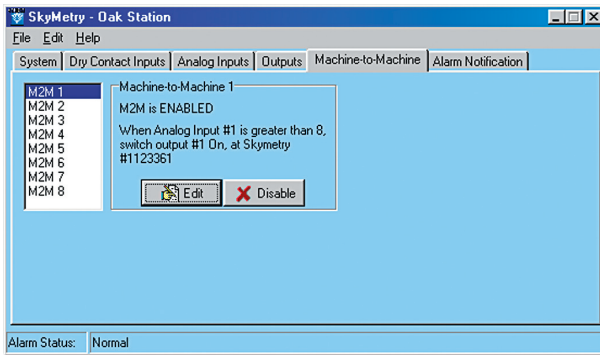 SkyMetry - Oak Station
File Edit Help
System Dry Contact Inputs Analog Inputs Outputs Machine-to-Machine Alarm Notification
M2M 1
M2M 2
M2M 3
M2M 4
M2M 5
M2M 6
M2M 7
M2M 8
Machine-to-Machine 1
M2M is ENABLED
When Analog Input #1 is greater than 8,
switch output #1 On, at Skymetry
#1123361
Edit Disable
Alarm Status: Normal